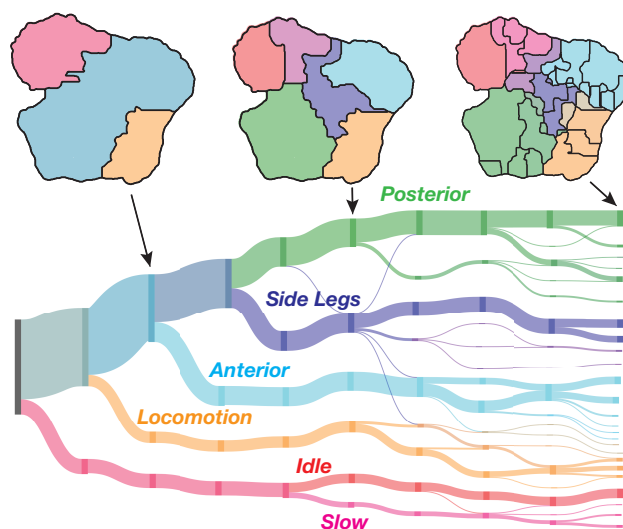 Posterior
Side Legs
Anterior
Locomotion
Idle
Slow